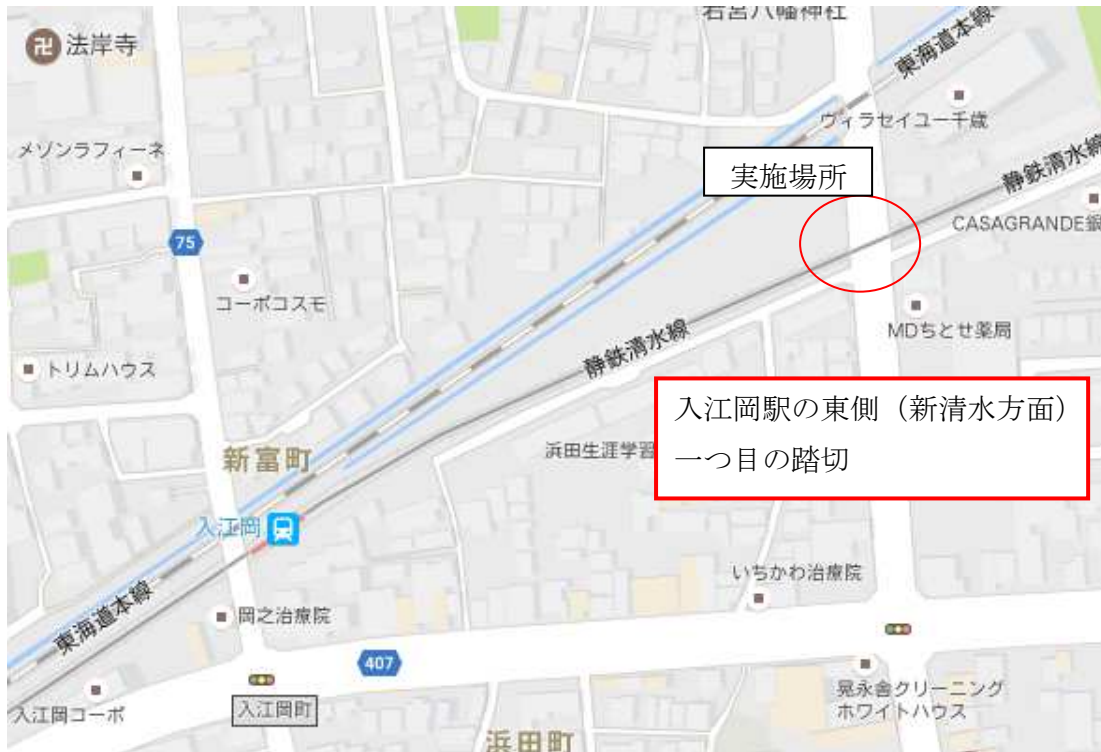 若宮八幡神社
卍 法岸寺
東海道本線
ヴィラセイユー千歳
メゾンラフィーネ
実施場所
静鉄清水線
CASAGRANDE銀
75
コーポコスモ
MDちとせ薬局
静鉄清水線
トリムハウス
入江岡駅の東側（新清水方面）
一つ目の踏切
新富町
浜田生涯学習
入江岡
いちかわ治療院
東海道本線
岡之治療院
407
晃永舎クリーニング
ホワイトハウス
入江岡コーポ
入江岡町
浜田町